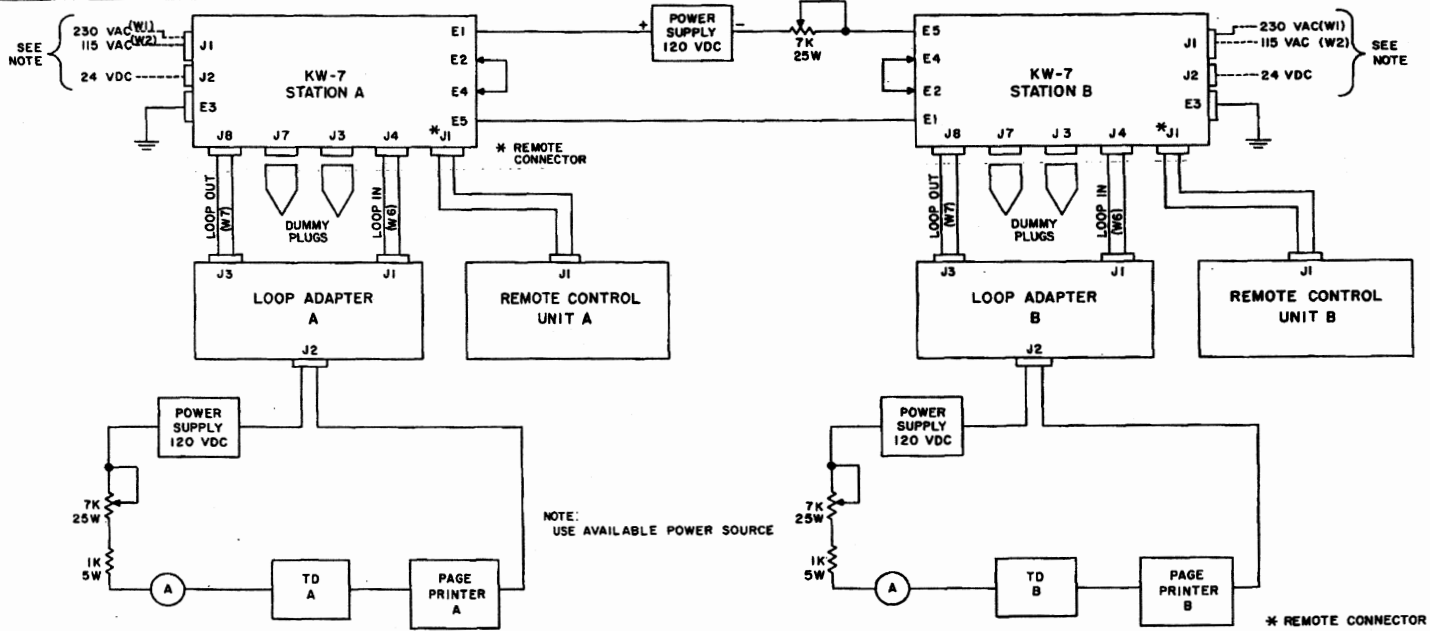 SEE
NOTE
230 VAC(W1)
115 VAC (W2)
24 VDC
J1
J2
E3
KW-7
STATION A
E1
E2
E4
E5
J8
J7
J3
J4
* J1
* REMOTE
CONNECTOR
+
POWER
SUPPLY
120 VDC
-
7K
25W
E5
E4
E2
E1
KW-7
STATION B
J1
J2
E3
230 VAC(W1)
115 VAC (W2)
24 VDC
SEE
NOTE
J8
J7
J3
J4
* J1
LOOP OUT
(W7)
DUMMY
PLUGS
LOOP IN
(W6)
LOOP OUT
(W7)
DUMMY
PLUGS
LOOP IN
(W6)
J3
J1
LOOP ADAPTER
A
J2
J1
REMOTE CONTROL
UNIT A
J3
J1
LOOP ADAPTER
B
J2
J1
REMOTE CONTROL
UNIT B
POWER
SUPPLY
120 VDC
7K
25W
1K
5W
A
TD
A
PAGE
PRINTER
A
NOTE:
USE AVAILABLE POWER SOURCE
POWER
SUPPLY
120 VDC
7K
25W
1K
5W
A
TD
B
PAGE
PRINTER
B
* REMOTE CONNECTOR